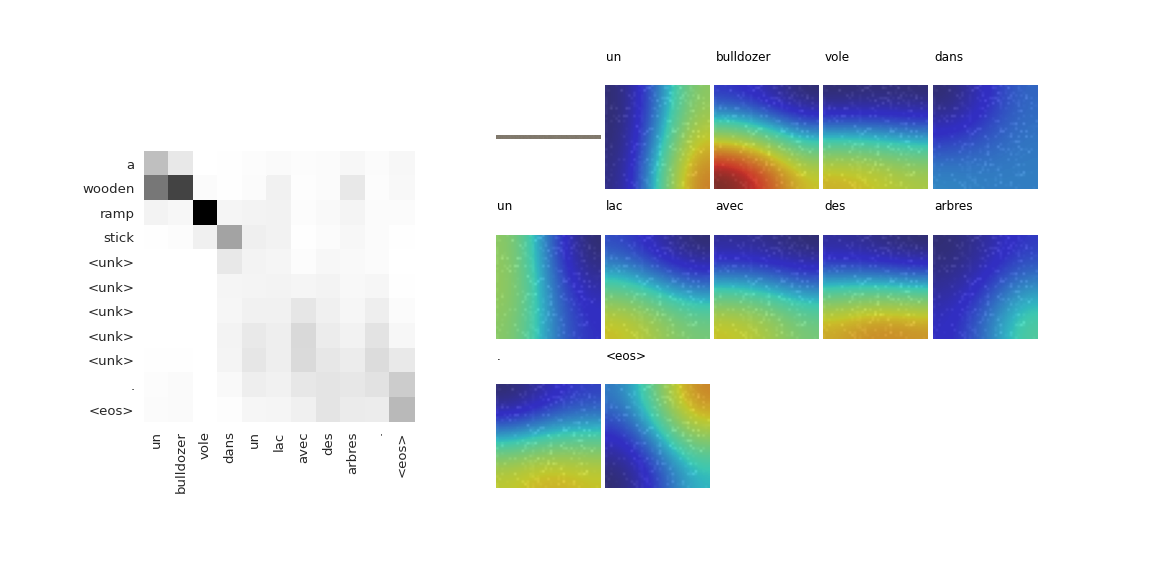 a
wooden
ramp
stick
<unk>
<unk>
<unk>
<unk>
<unk>
.
<eos>
un
bulldozer
vole
dans
un
lac
avec
des
arbres
.
<eos>
un bulldozer vole dans
un lac avec des arbres
. <eos>